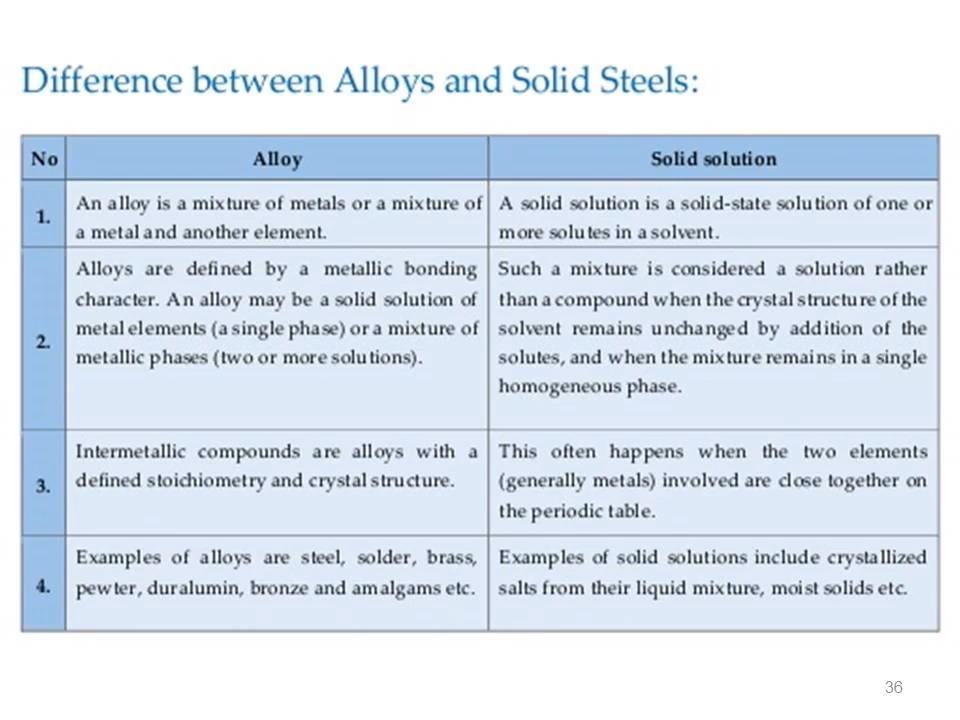 Difference between Alloys and Solid Steels:
No
Alloy
Solid solution
1.
An alloy is a mixture of metals or a mixture of
a metal and another element.
A solid solution is a solid-state solution of one or
more solutes in a solvent.
2.
Alloys are defined by a metallic bonding
character. An alloy may be a solid solution of
metal elements (a single phase) or a mixture of
metallic phases (two or more solutions).
Such a mixture is considered a solution rather
than a compound when the crystal structure of the
solvent remains unchanged by addition of the
solutes, and when the mixture remains in a single
homogeneous phase.
3.
Intermetallic compounds are alloys with a
defined stoichiometry and crystal structure.
This often happens when the two elements
(generally metals) involved are close together on
the periodic table.
4.
Examples of alloys are steel, solder, brass,
pewter, duralumin, bronze and amalgams etc.
Examples of solid solutions include crystallized
salts from their liquid mixture, moist solids etc.
36